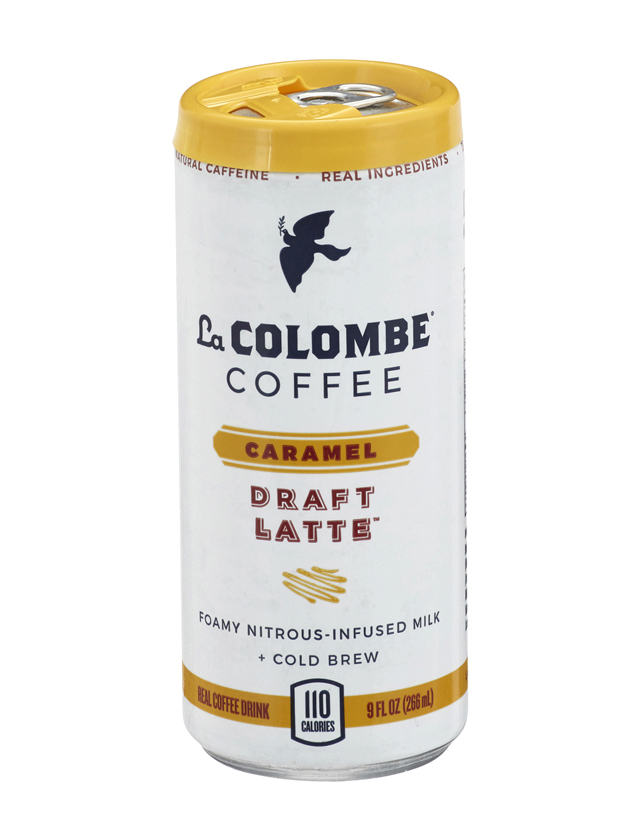 NATURAL CAFFEINE • REAL INGREDIENTS •
La COLOMBE®
COFFEE
CARAMEL
DRAFT
LATTE™
FOAMY NITROUS-INFUSED MILK
+ COLD BREW
REAL COFFEE DRINK
110
CALORIES
9 FL OZ (266 mL)